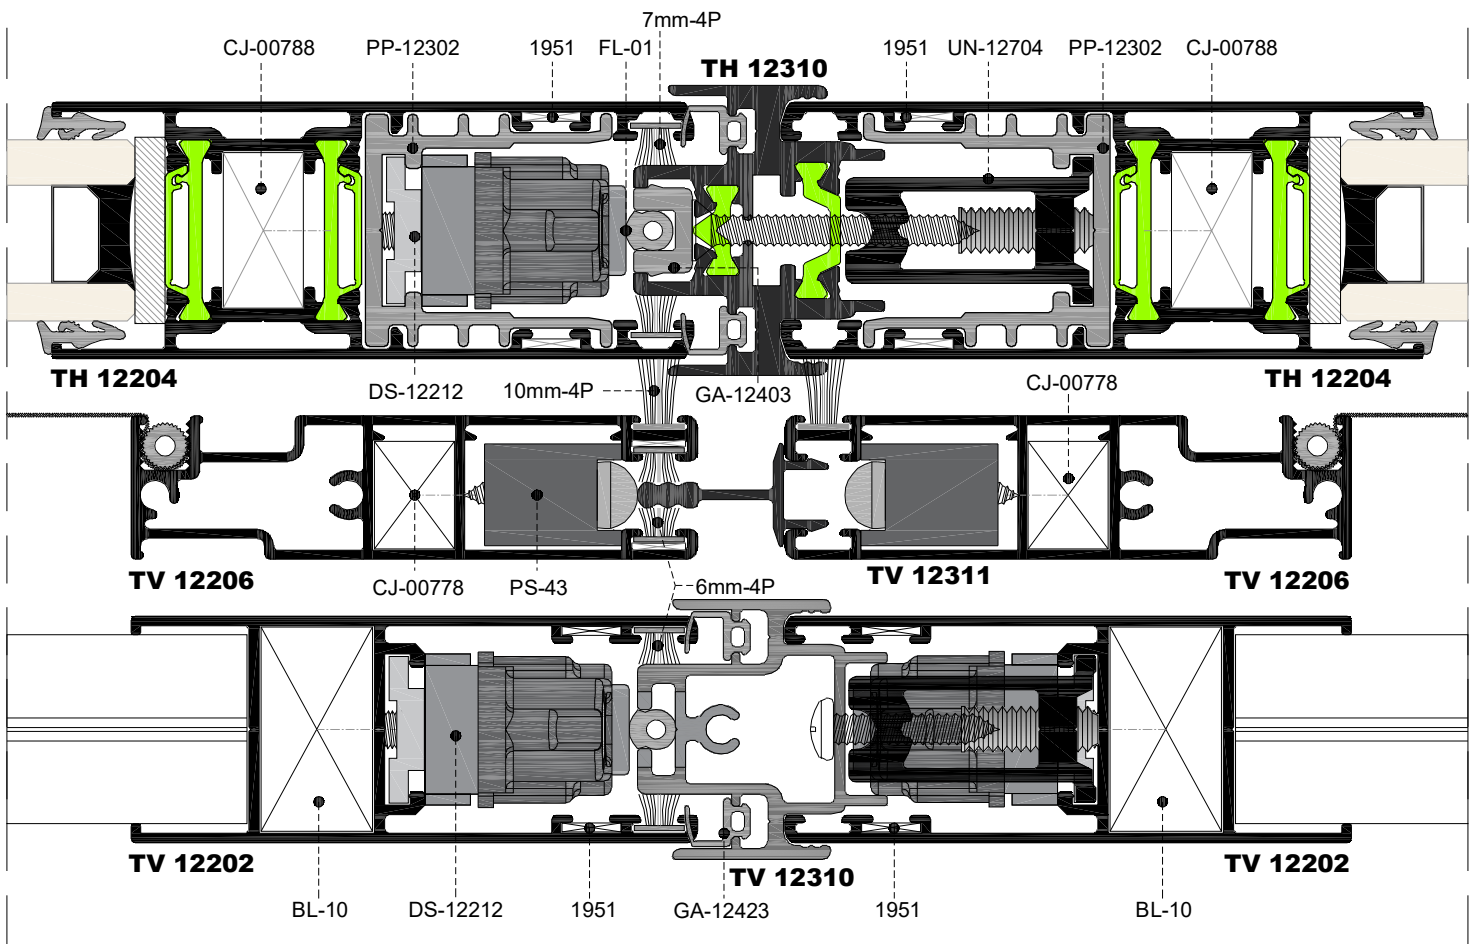 7mm-4P
CJ-00788
PP-12302
1951
FL-01
TH 12310
1951
UN-12704
PP-12302
CJ-00788
TH 12204
DS-12212
10mm-4P
GA-12403
CJ-00778
TH 12204
TV 12206
CJ-00778
PS-43
6mm-4P
TV 12311
TV 12206
TV 12202
TV 12310
TV 12202
BL-10
DS-12212
1951
GA-12423
1951
BL-10